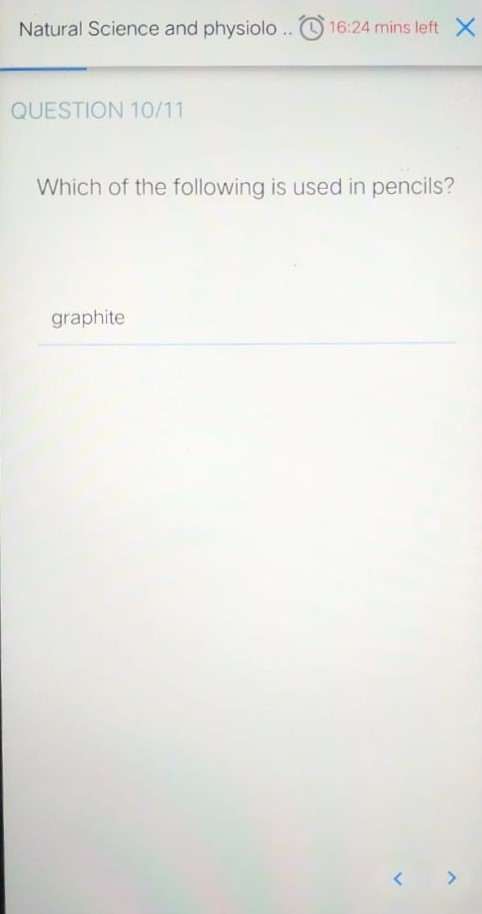 Natural Science and physiolo .. 16:24 mins left
QUESTION 10/11
Which of the following is used in pencils?
graphite